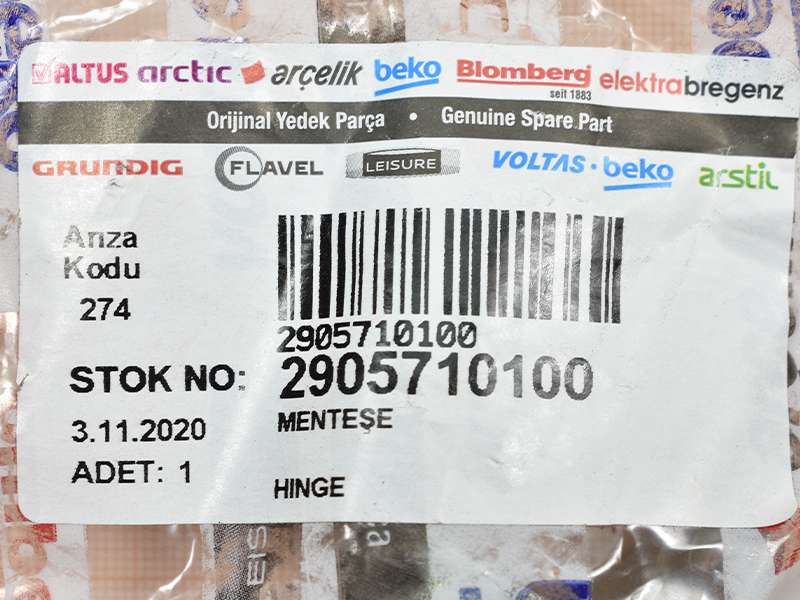 ALTUS arctic arçelik beko Blomberg elektrabregenz
seit 1883
Orijinal Yedek Parça • Genuine Spare Part
GRUNDIG FLAVEL LEISURE VOLTAS • beko arstil
Arıza
Kodu
274
2905710100
STOK NO: 2905710100
3.11.2020
MENTEŞE
ADET: 1
HINGE